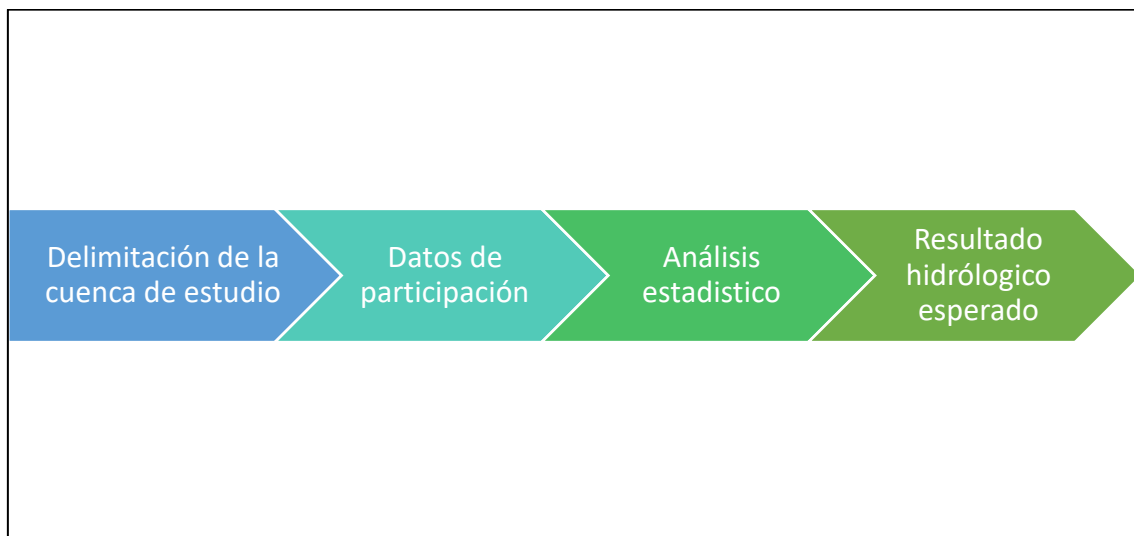 Delimitación de la
cuenca de estudio
Datos de
participación
Análisis
estadistico
Resultado
hidrólogico
esperado